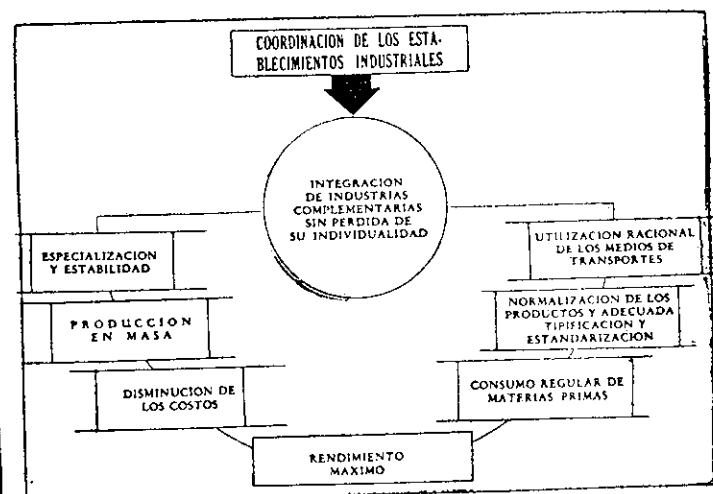 COORDINACION DE LOS ESTA-
BLECIMIENTOS INDUSTRIALES
INTEGRACION
DE INDUSTRIAS
COMPLEMENTARIAS
SIN PERDIDA DE
SU INDIVIDUALIDAD
ESPECIALIZACION
Y ESTABILIDAD
PRODUCCION
EN MASA
DISMINUCION DE
LOS COSTOS
UTILIZACION RACIONAL
DE LOS MEDIOS DE
TRANSPORTES
NORMALIZACION DE LOS
PRODUCTOS Y ADECUADA
TIPIFICACION Y
ESTANDARIZACION
CONSUMO REGULAR DE
MATERIAS PRIMAS
RENDIMIENTO
MAXIMO